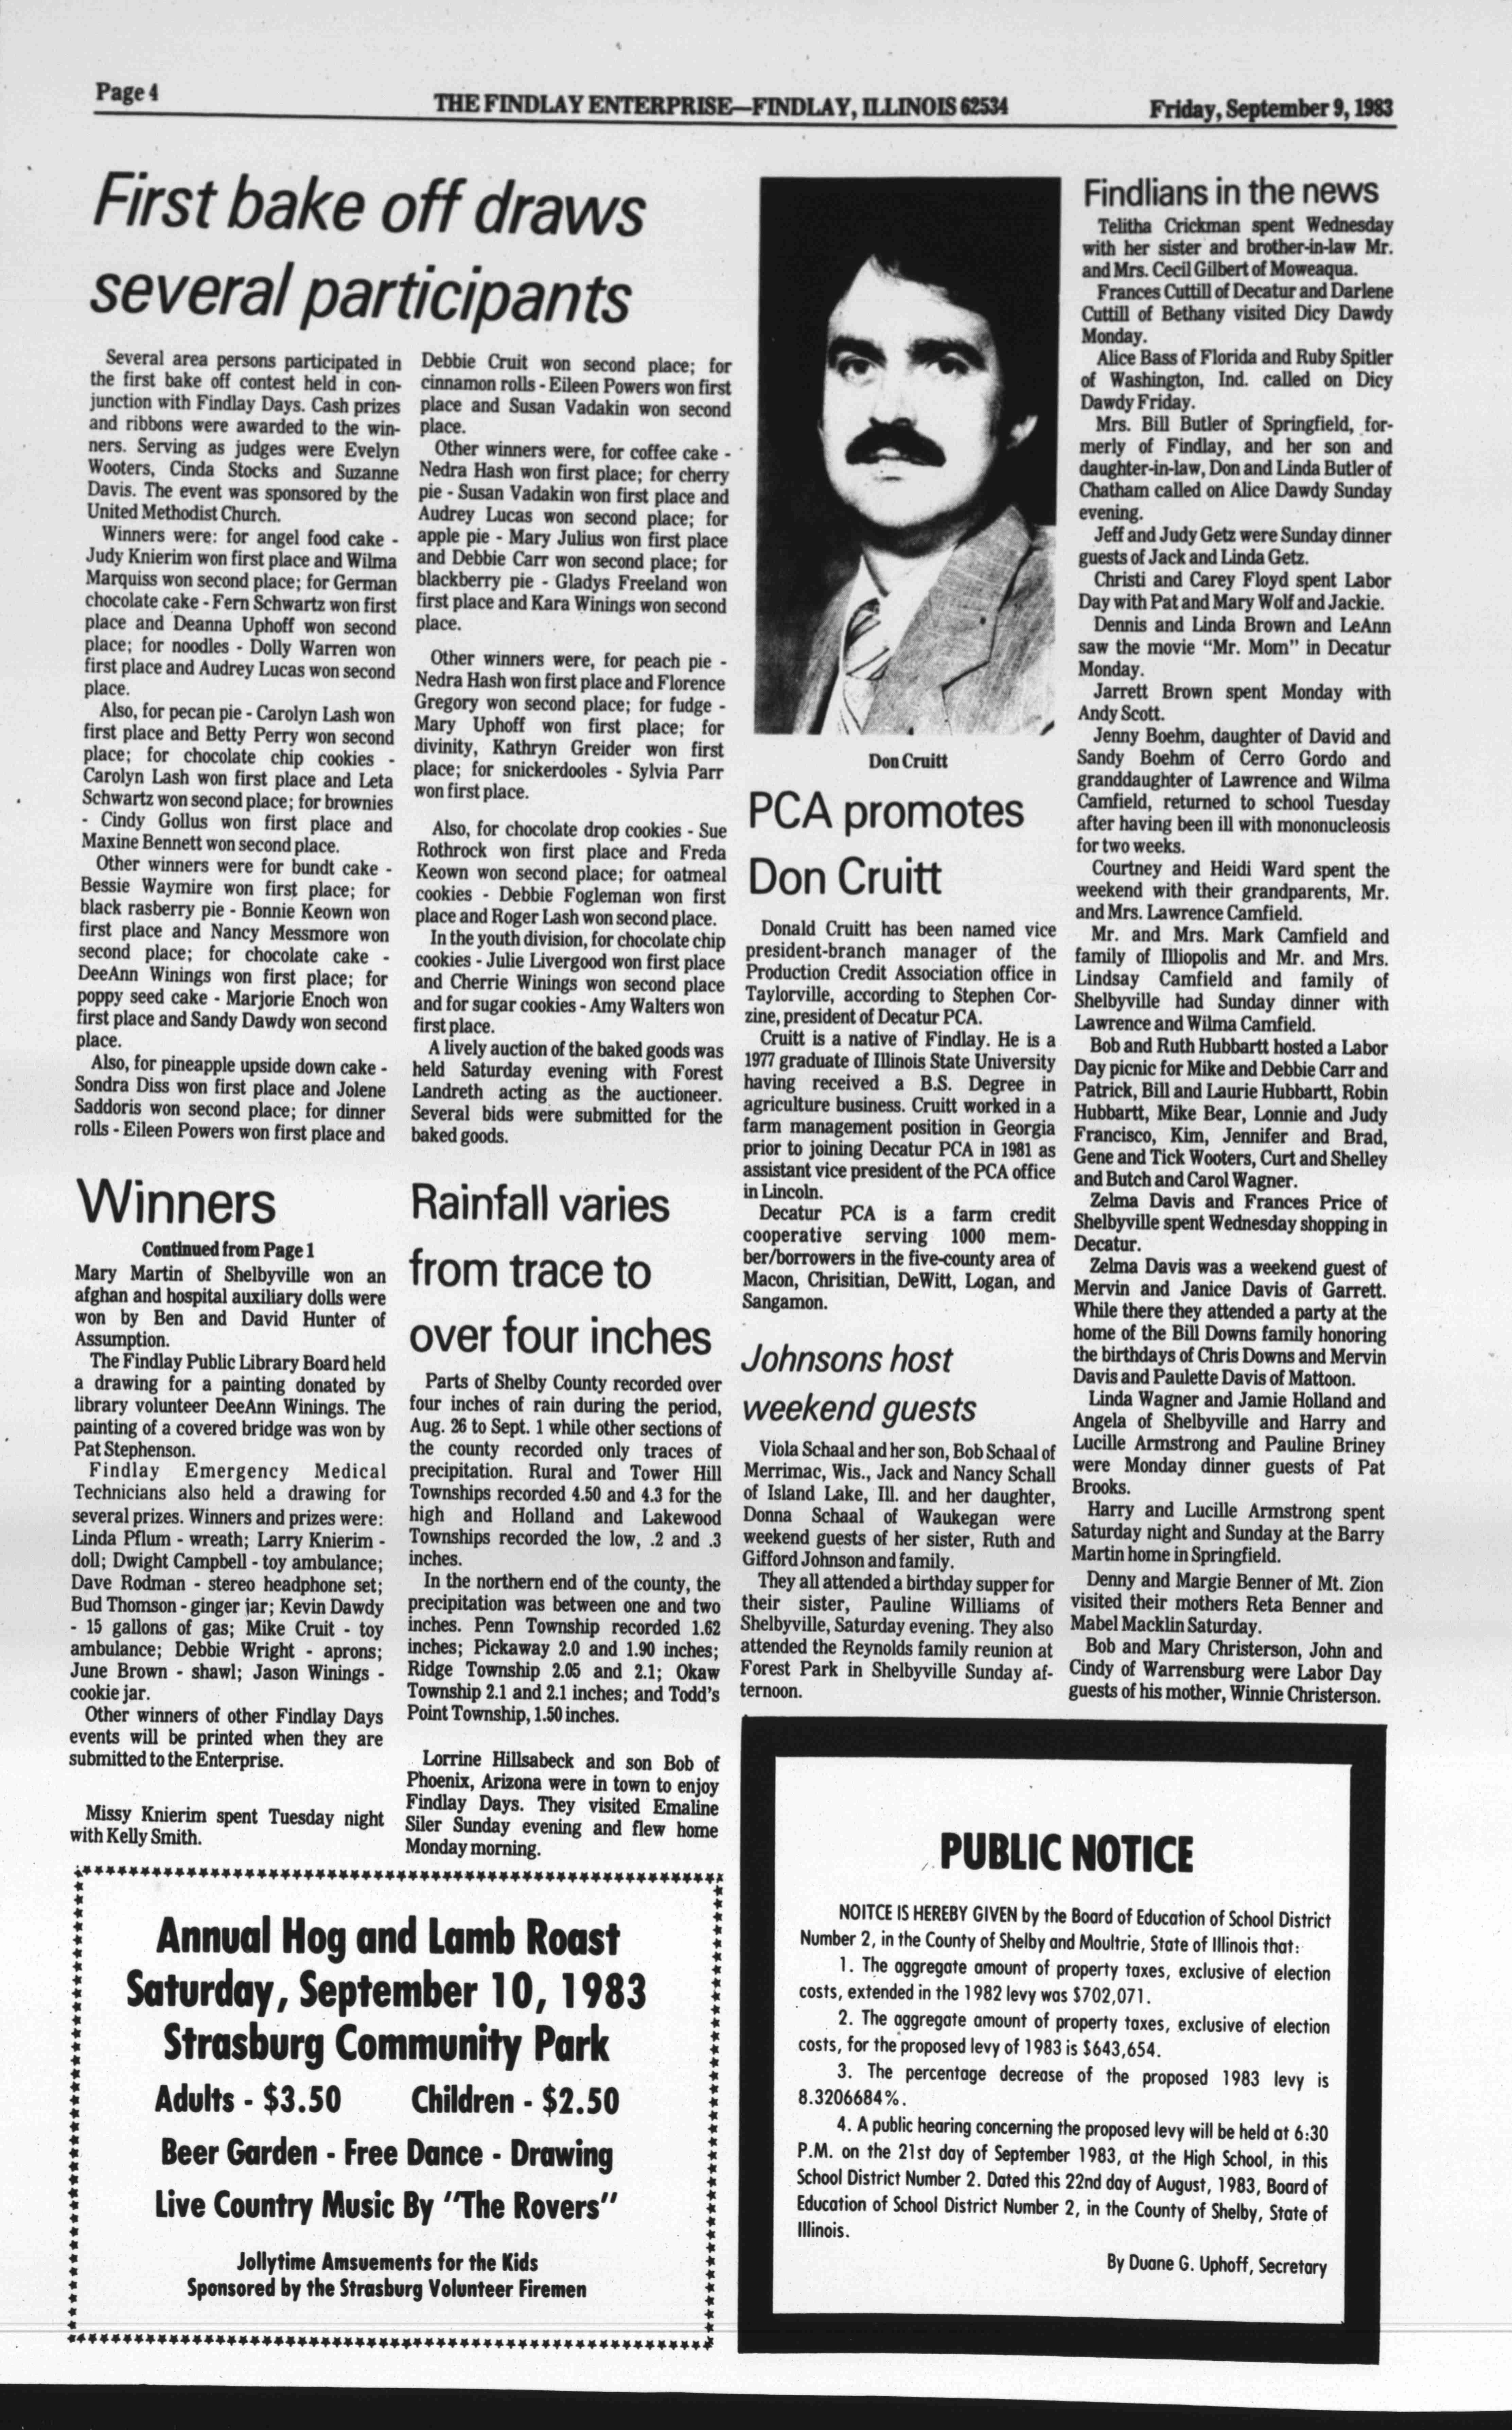 Page 4
THE FINDLAY ENTERPRISE—FINDLAY, ILLINOIS 62534
Friday, September 9, 1983
First bake off draws
several participants
Several area persons participated in
the first bake off contest held in con-
junction with Findlay Days. Cash prizes
and ribbons were awarded to the win-
ners. Serving as judges were Evelyn
Wooters, Cinda Stocks and Suzanne
Davis. The event was sponsored by the
United Methodist Church.
Winners were: for angel food cake -
Judy Knierim won first place and Wilma
Marquiss won second place; for German
chocolate cake - Fern Schwartz won first
place and Deanna Uphoff won second
place; for noodles - Dolly Warren won
first place and Audrey Lucas won second
place.
Also, for pecan pie - Carolyn Lash won
first place and Betty Perry won second
place; for chocolate chip cookies -
Carolyn Lash won first place and Leta
Schwartz won second place; for brownies
- Cindy Gollus won first place and
Maxine Bennett won second place.
Other winners were for bundt cake -
Bessie Waymire won first place; for
black rasberry pie - Bonnie Keown won
first place and Nancy Messmore won
second place; for chocolate cake -
DeeAnn Winings won first place; for
poppy seed cake - Marjorie Enoch won
first place and Sandy Dawdy won second
place.
Also, for pineapple upside down cake -
Sondra Diss won first place and Jolene
Saddoris won second place; for dinner
rolls - Eileen Powers won first place and
Debbie Cruit won second place; for
cinnamon rolls - Eileen Powers won first
place and Susan Vadakin won second
place.
Other winners were, for coffee cake -
Nedra Hash won first place; for cherry
pie - Susan Vadakin won first place and
Audrey Lucas won second place; for
apple pie - Mary Julius won first place
and Debbie Carr won second place; for
blackberry pie - Gladys Freeland won
first place and Kara Winings won second
place.
Other winners were, for peach pie -
Nedra Hash won first place and Florence
Gregory won second place; for fudge -
Mary Uphoff won first place; for
divinity, Kathryn Greider won first
place; for snickerdooles - Sylvia Parr
won first place.
Also, for chocolate drop cookies - Sue
Rothrock won first place and Freda
Keown won second place; for oatmeal
cookies - Debbie Fogleman won first
place and Roger Lash won second place.
In the youth division, for chocolate chip
cookies - Julie Livergood won first place
and Cherrie Winings won second place
and for sugar cookies - Amy Walters won
first place.
A lively auction of the baked goods was
held Saturday evening with Forest
Landreth acting as the auctioneer.
Several bids were submitted for the
baked goods.
Winners
Continued from Page 1
Mary Martin of Shelbyville won an
afghan and hospital auxiliary dolls were
won by Ben and David Hunter of
Assumption.
The Findlay Public Library Board held
a drawing for a painting donated by
library volunteer DeeAnn Winings. The
painting of a covered bridge was won by
Pat Stephenson.
Findlay Emergency Medical
Technicians also held a drawing for
several prizes. Winners and prizes were:
Linda Pflum - wreath; Larry Knierim -
doll; Dwight Campbell - toy ambulance;
Dave Rodman - stereo headphone set;
Bud Thomson - ginger jar; Kevin Dawdy
- 15 gallons of gas; Mike Cruit - toy
ambulance; Debbie Wright - aprons;
June Brown - shawl; Jason Winings -
cookie jar.
Other winners of other Findlay Days
events will be printed when they are
submitted to the Enterprise.
Missy Knierim spent Tuesday night
with Kelly Smith.
Rainfall varies
from trace to
over four inches
Parts of Shelby County recorded over
four inches of rain during the period,
Aug. 26 to Sept. 1 while other sections of
the county recorded only traces of
precipitation. Rural and Tower Hill
Townships recorded 4.50 and 4.3 for the
high and Holland and Lakewood
Townships recorded the low, .2 and .3
inches.
In the northern end of the county, the
precipitation was between one and two
inches. Penn Township recorded 1.62
inches; Pickaway 2.0 and 1.90 inches;
Ridge Township 2.05 and 2.1; Okaw
Township 2.1 and 2.1 inches; and Todd's
Point Township, 1.50 inches.
Lorrine Hillsabeck and son Bob of
Phoenix, Arizona were in town to enjoy
Findlay Days. They visited Emaline
Siler Sunday evening and flew home
Monday morning.
Don Cruitt
PCA promotes
Don Cruitt
Donald Cruitt has been named vice
president-branch manager of the
Production Credit Association office in
Taylorville, according to Stephen Cor-
zine, president of Decatur PCA.
Cruitt is a native of Findlay. He is a
1977 graduate of Illinois State University
having received a B.S. Degree in
agriculture business. Cruitt worked in a
farm management position in Georgia
prior to joining Decatur PCA in 1981 as
assistant vice president of the PCA office
in Lincoln.
Decatur PCA is a farm credit
cooperative serving 1000 mem-
ber/borrowers in the five-county area of
Macon, Chrisitian, DeWitt, Logan, and
Sangamon.
Johnsons host
weekend guests
Viola Schaal and her son, Bob Schaal of
Merrimac, Wis., Jack and Nancy Schall
of Island Lake, Ill. and her daughter,
Donna Schaal of Waukegan were
weekend guests of her sister, Ruth and
Gifford Johnson and family.
They all attended a birthday supper for
their sister, Pauline Williams of
Shelbyville, Saturday evening. They also
attended the Reynolds family reunion at
Forest Park in Shelbyville Sunday af-
ternoon.
Findlians in the news
Telitha Crickman spent Wednesday
with her sister and brother-in-law Mr.
and Mrs. Cecil Gilbert of Moweaqua.
Frances Cuttill of Decatur and Darlene
Cuttill of Bethany visited Dicy Dawdy
Monday.
Alice Bass of Florida and Ruby Spitler
of Washington, Ind. called on Dicy
Dawdy Friday.
Mrs. Bill Butler of Springfield, for-
merly of Findlay, and her son and
daughter-in-law, Don and Linda Butler of
Chatham called on Alice Dawdy Sunday
evening.
Jeff and Judy Getz were Sunday dinner
guests of Jack and Linda Getz.
Christi and Carey Floyd spent Labor
Day with Pat and Mary Wolf and Jackie.
Dennis and Linda Brown and LeAnn
saw the movie "Mr. Mom" in Decatur
Monday.
Jarrett Brown spent Monday with
Andy Scott.
Jenny Boehm, daughter of David and
Sandy Boehm of Cerro Gordo and
granddaughter of Lawrence and Wilma
Camfield, returned to school Tuesday
after having been ill with mononucleosis
for two weeks.
Courtney and Heidi Ward spent the
weekend with their grandparents, Mr.
and Mrs. Lawrence Camfield.
Mr. and Mrs. Mark Camfield and
family of Illiopolis and Mr. and Mrs.
Lindsay Camfield and family of
Shelbyville had Sunday dinner with
Lawrence and Wilma Camfield.
Bob and Ruth Hubbartt hosted a Labor
Day picnic for Mike and Debbie Carr and
Patrick, Bill and Laurie Hubbartt, Robin
Hubbartt, Mike Bear, Lonnie and Judy
Francisco, Kim, Jennifer and Brad,
Gene and Tick Wooters, Curt and Shelley
and Butch and Carol Wagner.
Zelma Davis and Frances Price of
Shelbyville spent Wednesday shopping in
Decatur.
Zelma Davis was a weekend guest of
Mervin and Janice Davis of Garrett.
While there they attended a party at the
home of the Bill Downs family honoring
the birthdays of Chris Downs and Mervin
Davis and Paulette Davis of Mattoon.
Linda Wagner and Jamie Holland and
Angela of Shelbyville and Harry and
Lucille Armstrong and Pauline Briney
were Monday dinner guests of Pat
Brooks.
Harry and Lucille Armstrong spent
Saturday night and Sunday at the Barry
Martin home in Springfield.
Denny and Margie Benner of Mt. Zion
visited their mothers Reta Benner and
Mabel Macklin Saturday.
Bob and Mary Christerson, John and
Cindy of Warrensburg were Labor Day
guests of his mother, Winnie Christerson.
Annual Hog and Lamb Roast
Saturday, September 10, 1983
Strasburg Community Park
Adults - $3.50 Children - $2.50
Beer Garden - Free Dance - Drawing
Live Country Music By "The Rovers"
Jollytime Amsuements for the Kids
Sponsored by the Strasburg Volunteer Firemen
PUBLIC NOTICE
NOITCE IS HEREBY GIVEN by the Board of Education of School District
Number 2, in the County of Shelby and Moultrie, State of Illinois that:
1. The aggregate amount of property taxes, exclusive of election
costs, extended in the 1982 levy was $702,071.
2. The aggregate amount of property taxes, exclusive of election
costs, for the proposed levy of 1983 is $643,654.
3. The percentage decrease of the proposed 1983 levy is
8.3206684%.
4. A public hearing concerning the proposed levy will be held at 6:30
P.M. on the 21st day of September 1983, at the High School, in this
School District Number 2. Dated this 22nd day of August, 1983, Board of
Education of School District Number 2, in the County of Shelby, State of
Illinois.
By Duane G. Uphoff, Secretary